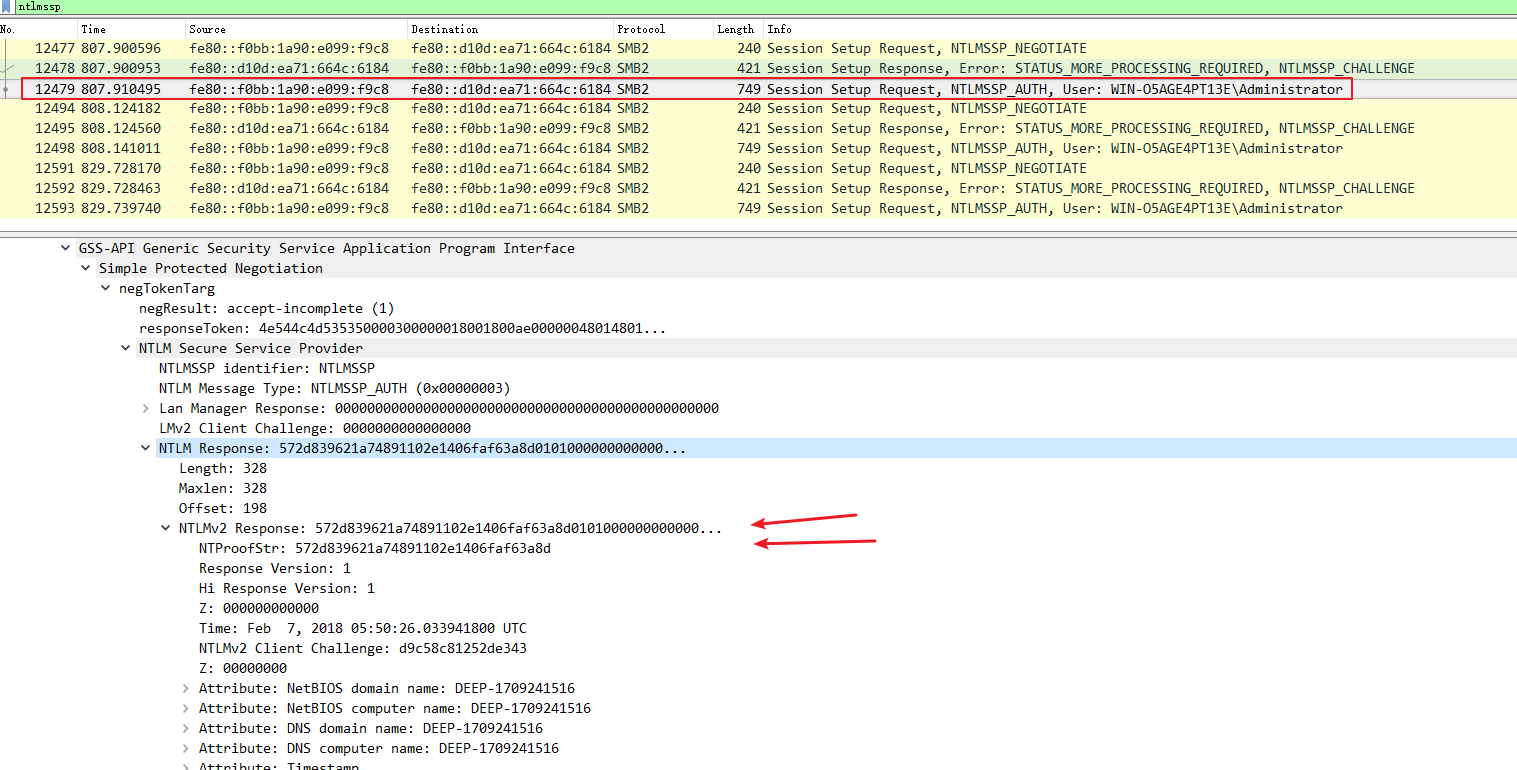 ntlmssp
No. Time Source Destination Protocol Length Info
12477 807.900596 fe80::f0bb:1a90:e099:f9c8 fe80::d10d:ea71:664c:6184 SMB2 240 Session Setup Request, NTLMSSP_NEGOTIATE
12478 807.900953 fe80::d10d:ea71:664c:6184 fe80::f0bb:1a90:e099:f9c8 SMB2 421 Session Setup Response, Error: STATUS_MORE_PROCESSING_REQUIRED, NTLMSSP_CHALLENGE
12479 807.910495 fe80::f0bb:1a90:e099:f9c8 fe80::d10d:ea71:664c:6184 SMB2 749 Session Setup Request, NTLMSSP_AUTH, User: WIN-O5AGE4PT13E\Administrator
12494 808.124182 fe80::f0bb:1a90:e099:f9c8 fe80::d10d:ea71:664c:6184 SMB2 240 Session Setup Request, NTLMSSP_NEGOTIATE
12495 808.124560 fe80::d10d:ea71:664c:6184 fe80::f0bb:1a90:e099:f9c8 SMB2 421 Session Setup Response, Error: STATUS_MORE_PROCESSING_REQUIRED, NTLMSSP_CHALLENGE
12498 808.141011 fe80::f0bb:1a90:e099:f9c8 fe80::d10d:ea71:664c:6184 SMB2 749 Session Setup Request, NTLMSSP_AUTH, User: WIN-O5AGE4PT13E\Administrator
12591 829.728170 fe80::f0bb:1a90:e099:f9c8 fe80::d10d:ea71:664c:6184 SMB2 240 Session Setup Request, NTLMSSP_NEGOTIATE
12592 829.728463 fe80::d10d:ea71:664c:6184 fe80::f0bb:1a90:e099:f9c8 SMB2 421 Session Setup Response, Error: STATUS_MORE_PROCESSING_REQUIRED, NTLMSSP_CHALLENGE
12593 829.739740 fe80::f0bb:1a90:e099:f9c8 fe80::d10d:ea71:664c:6184 SMB2 749 Session Setup Request, NTLMSSP_AUTH, User: WIN-O5AGE4PT13E\Administrator
GSS-API Generic Security Service Application Program Interface
Simple Protected Negotiation
negTokenTarg
negResult: accept-incomplete (1)
responseToken: 4e544c4d535350000300000018001800ae00000048014801...
NTLM Secure Service Provider
NTLMSSP identifier: NTLMSSP
NTLM Message Type: NTLMSSP_AUTH (0x00000003)
Lan Manager Response: 000000000000000000000000000000000000000000000000
LMv2 Client Challenge: 0000000000000000
NTLM Response: 572d839621a74891102e1406faf63a8d0101000000000000...
Length: 328
Maxlen: 328
Offset: 198
NTLMv2 Response: 572d839621a74891102e1406faf63a8d0101000000000000...
NTProofStr: 572d839621a74891102e1406faf63a8d
Response Version: 1
Hi Response Version: 1
Z: 000000000000
Time: Feb  7, 2018 05:50:26.033941800 UTC
NTLMv2 Client Challenge: d9c58c81252de343
Z: 00000000
Attribute: NetBIOS domain name: DEEP-1709241516
Attribute: NetBIOS computer name: DEEP-1709241516
Attribute: DNS domain name: DEEP-1709241516
Attribute: DNS computer name: DEEP-1709241516
Attribute: Timestamp